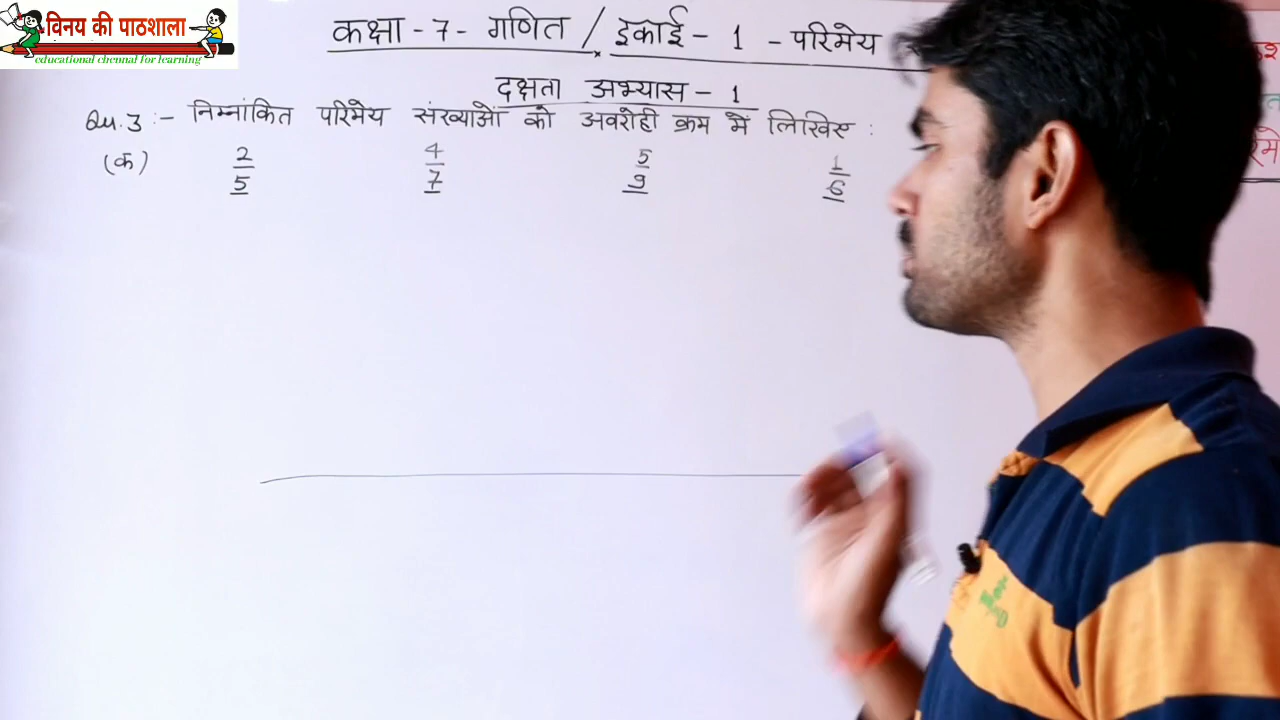 विनय की पाठशाला
educational chennal for learning
कक्षा - 7 - गणित / इकाई - 1 - परिमेय
दक्षता अभ्यास - 1
Qu. 3 :- निम्नांकित परिमेय संख्याओं को अवरोही क्रम में लिखिए :
(क) 2/5 4/7 5/9 1/6